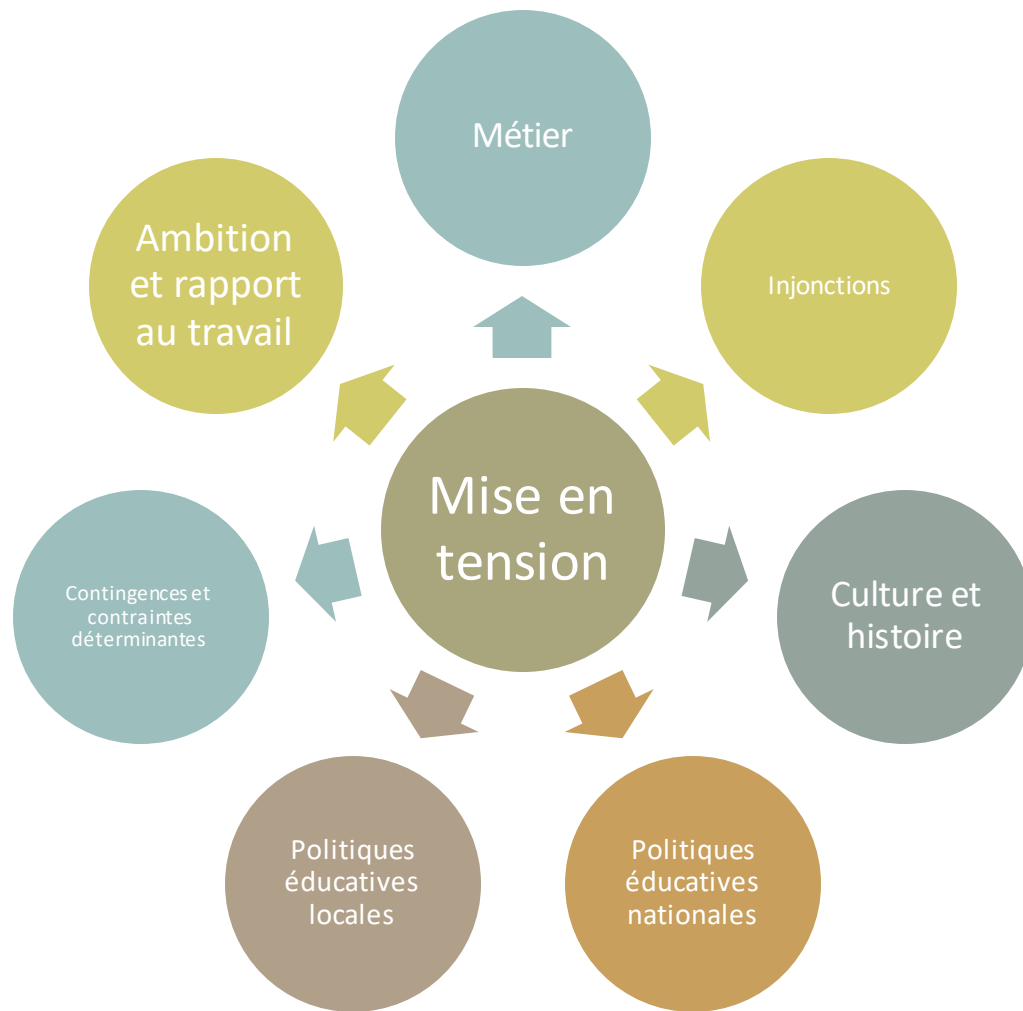 Métier
Ambition
et rapport
au travail
Injonctions
Mise en
tension
Contingences et
contraintes
déterminantes
Culture et
histoire
Politiques
éducatives
locales
Politiques
éducatives
nationales